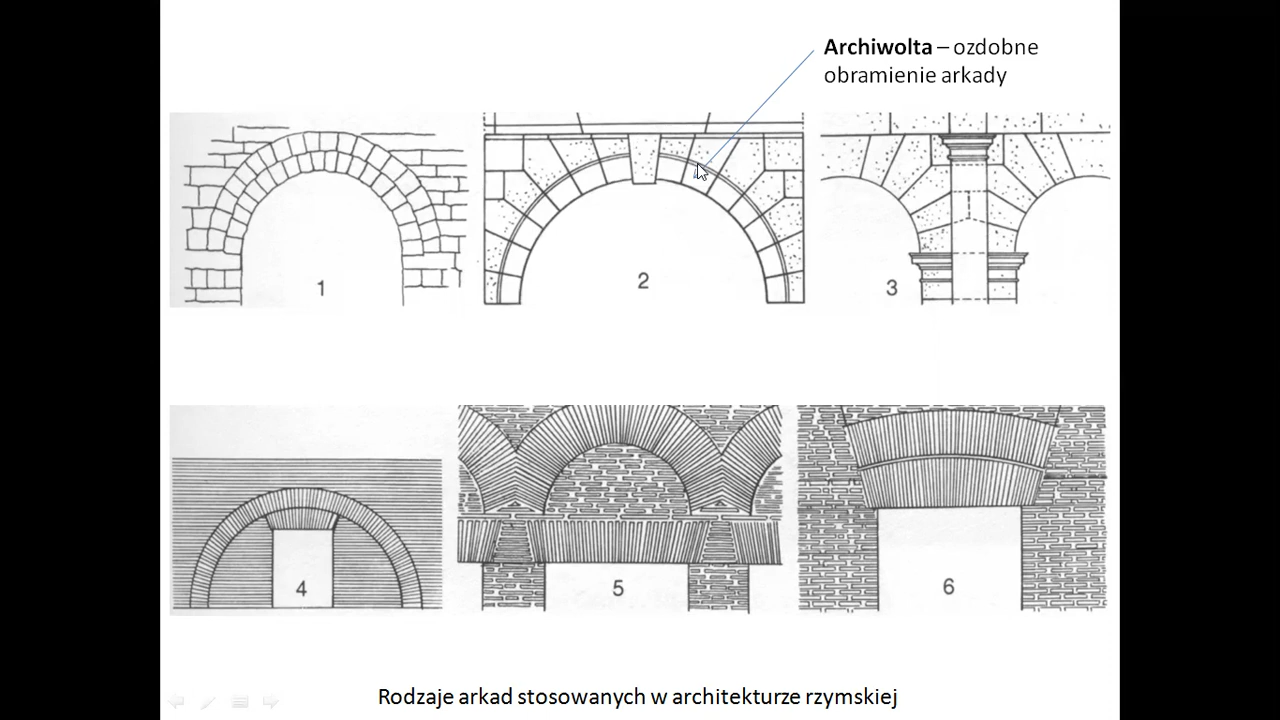 Archiwolta – ozdobne
obramienie arkady
1
2
3
4
5
6
Rodzaje arkad stosowanych w architekturze rzymskiej